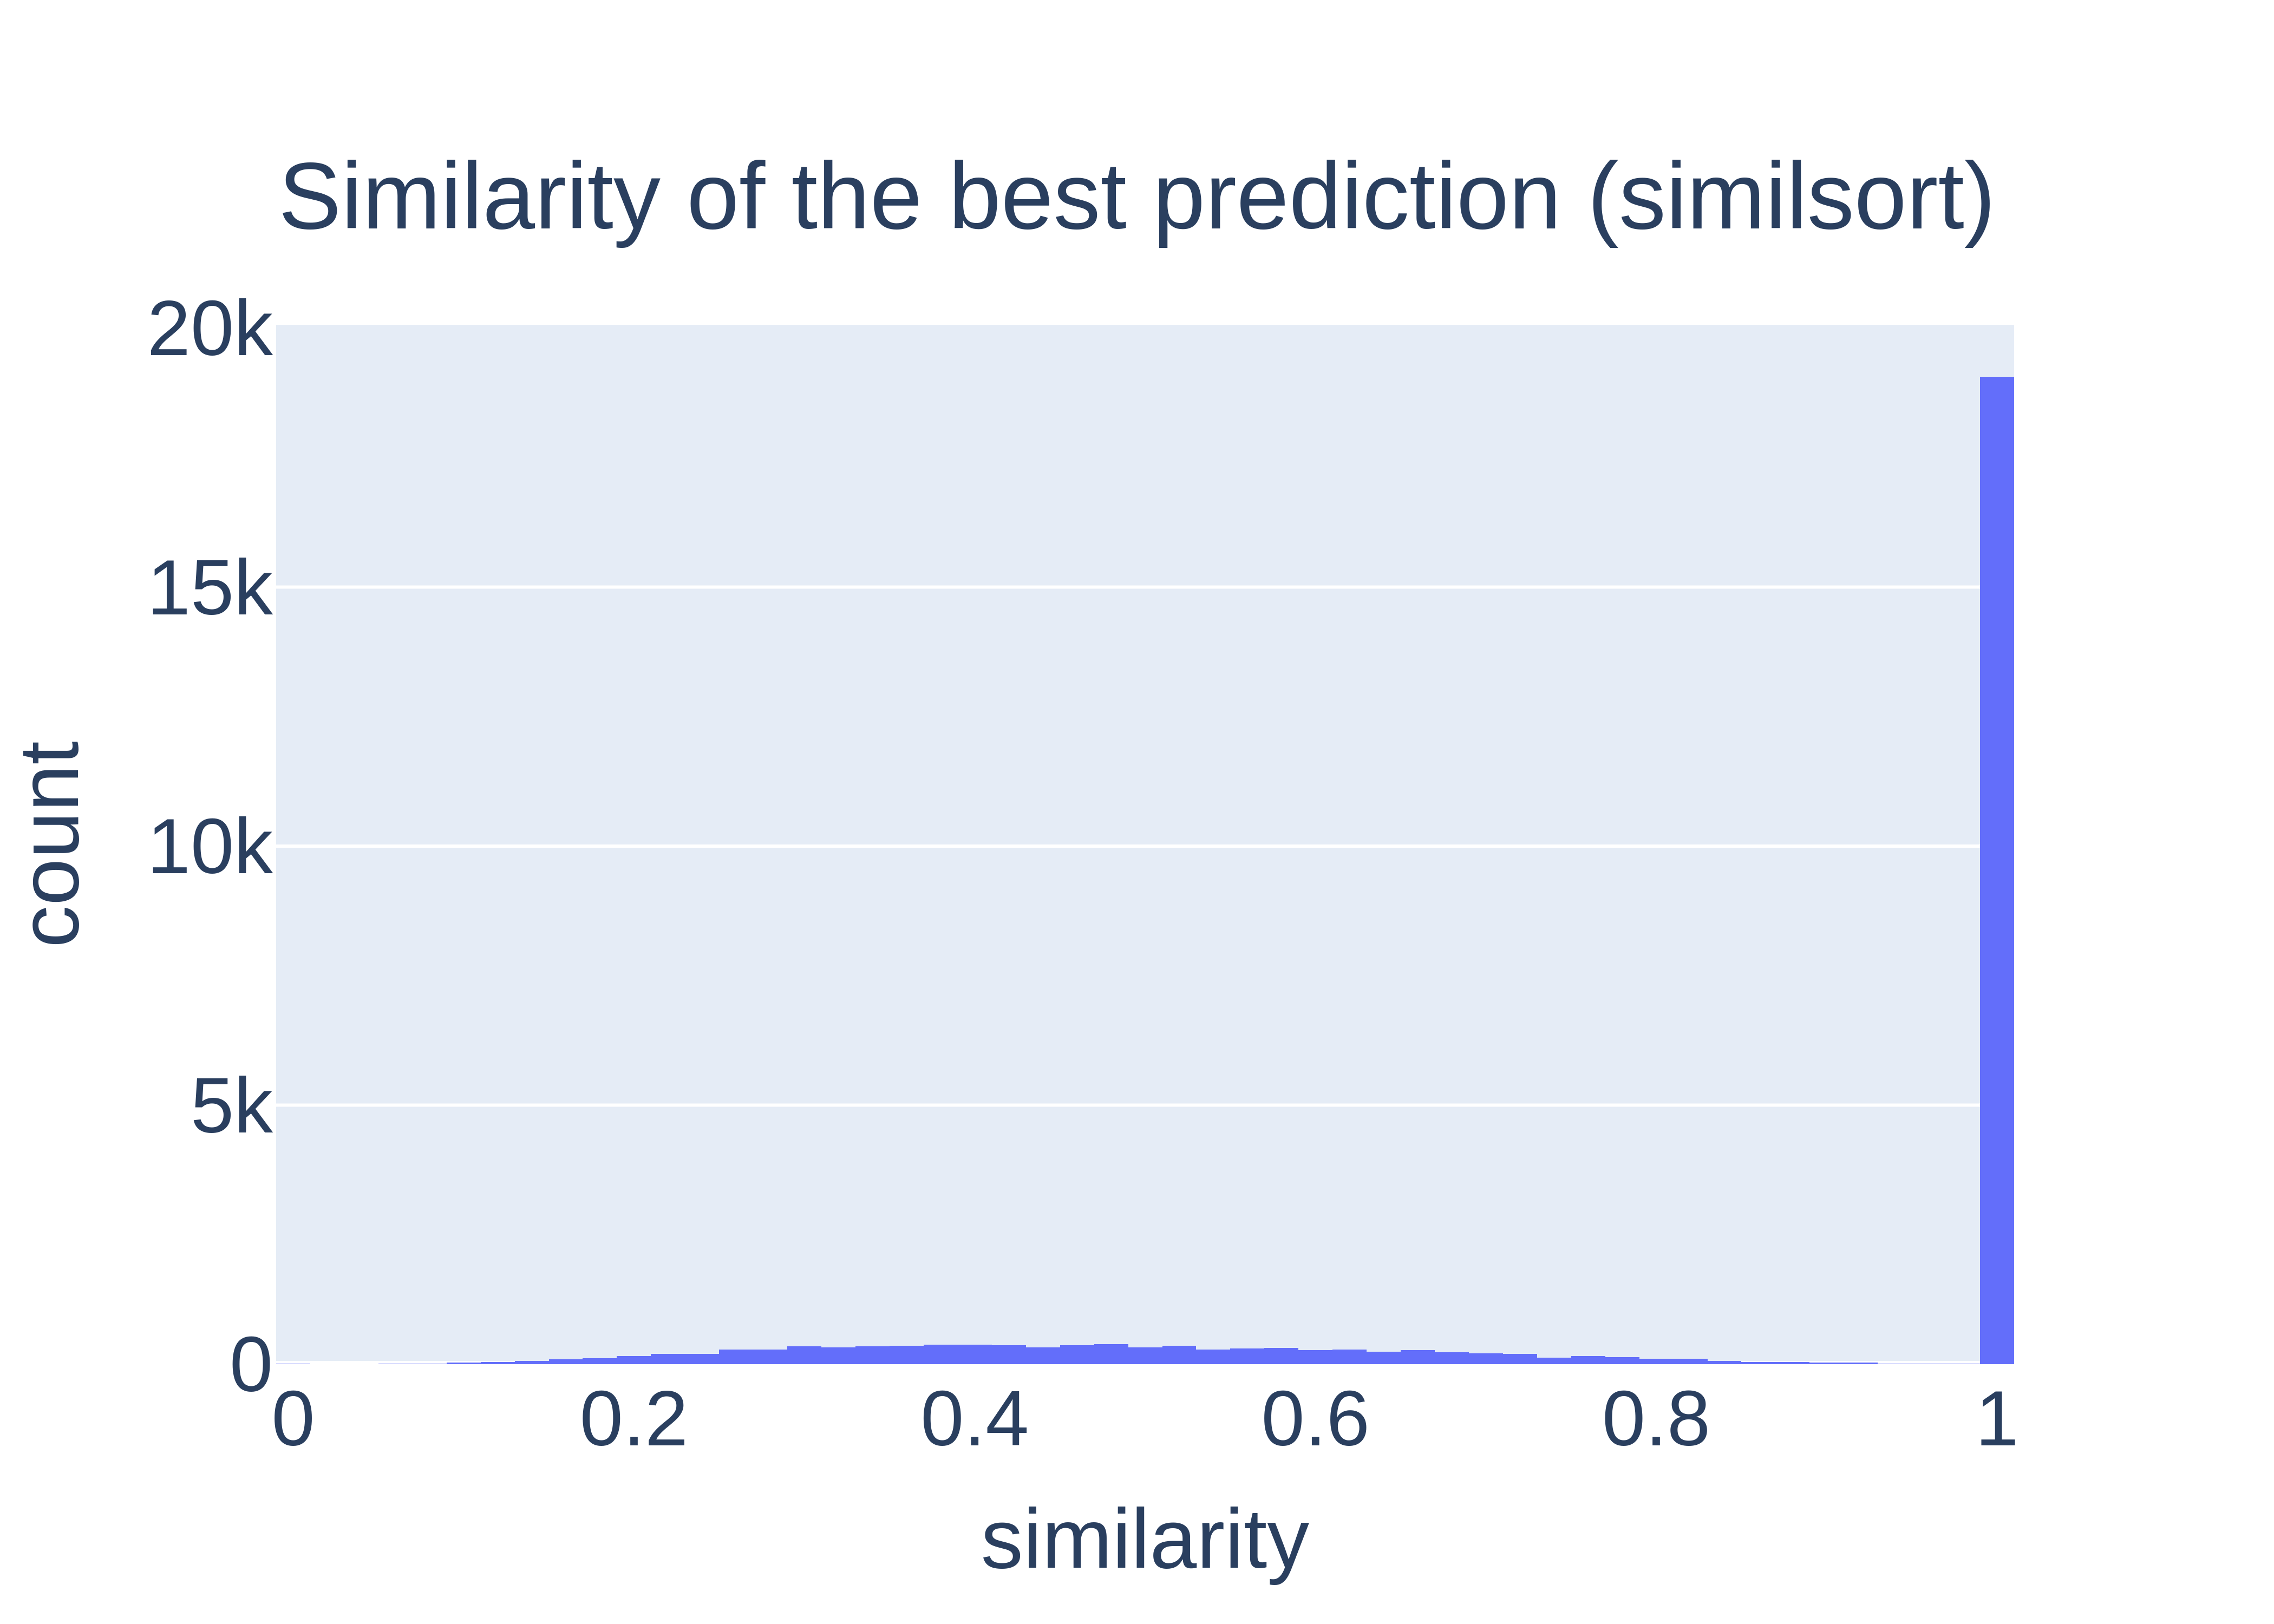 Similarity of the best prediction (similsort)
20k
15k
10k
5k
0
count
0 0.2 0.4 0.6 0.8 1
similarity